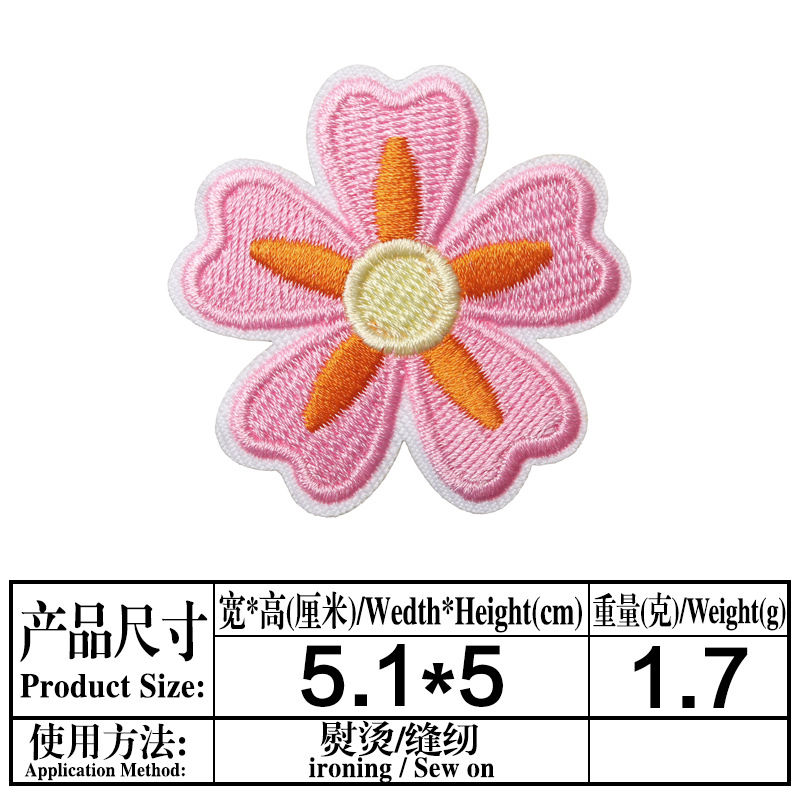 产品尺寸
Product Size:
宽*高(厘米)/Wedth*Height(cm)
重量(克)/Weight(g)
5.1*5
1.7
使用方法:
Application Method:
熨烫/缝纫
ironing / Sew on